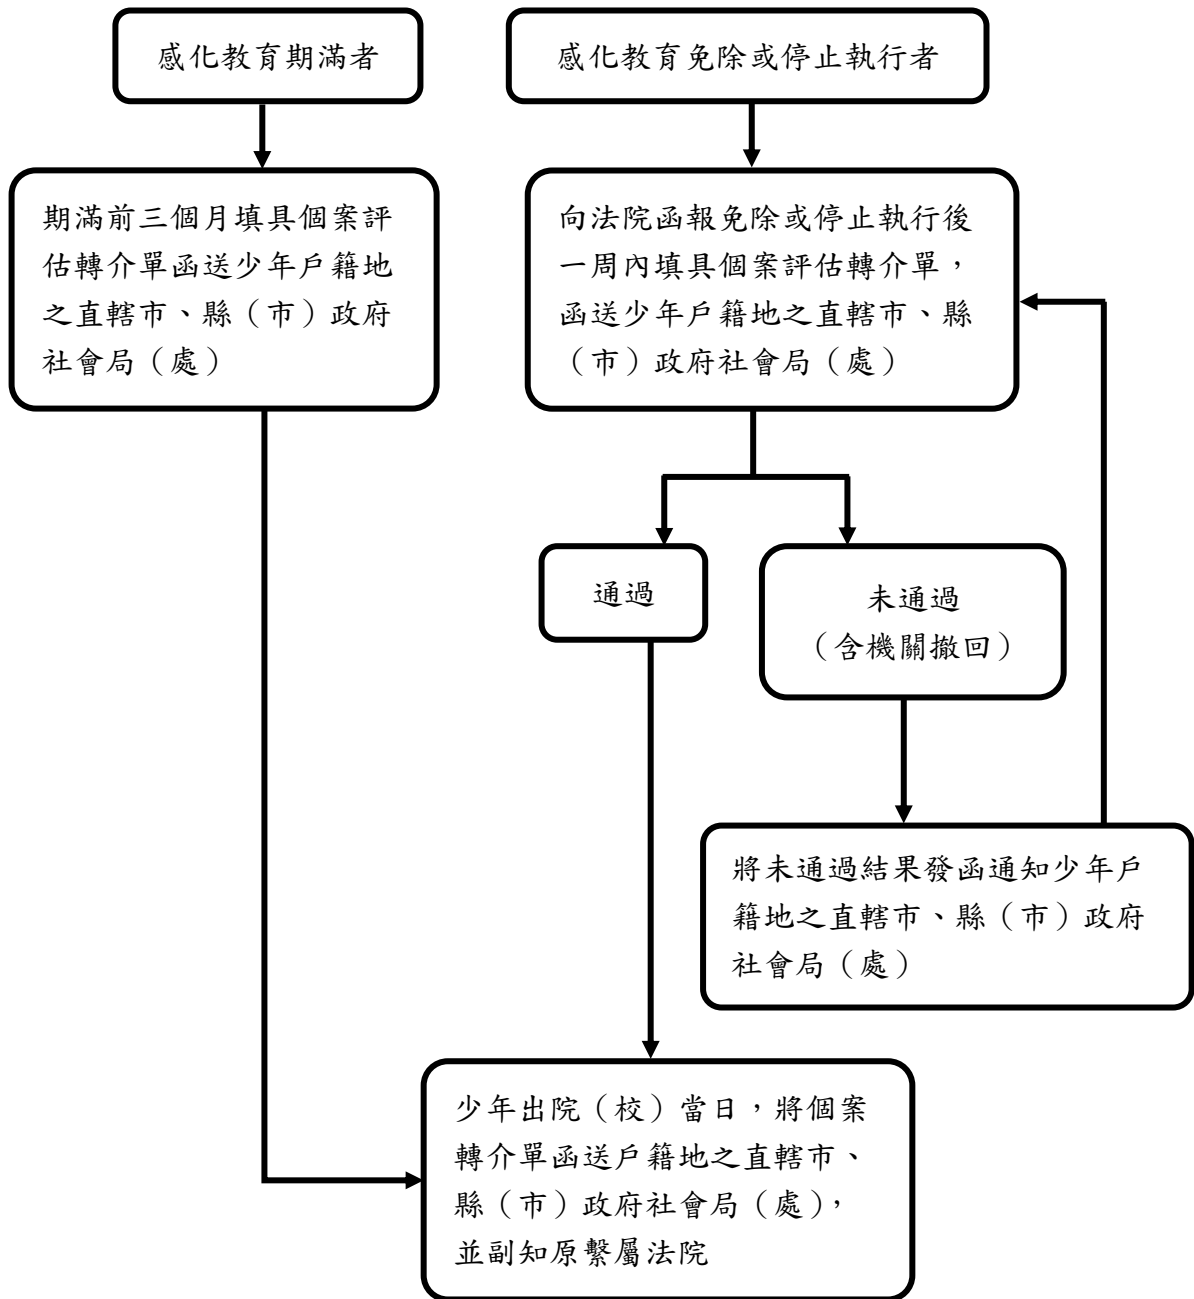 感化教育期滿者
感化教育免除或停止執行者
期滿前三個月填具個案評
估轉介單函送少年戶籍地
之直轄市、縣（市）政府
社會局（處）
向法院函報免除或停止執行後
一周內填具個案評估轉介單，
函送少年戶籍地之直轄市、縣
（市）政府社會局（處）
通過
未通過
（含機關撤回）
將未通過結果發函通知少年戶
籍地之直轄市、縣（市）政府
社會局（處）
少年出院（校）當日，將個案
轉介單函送戶籍地之直轄市、
縣（市）政府社會局（處），
並副知原繫屬法院